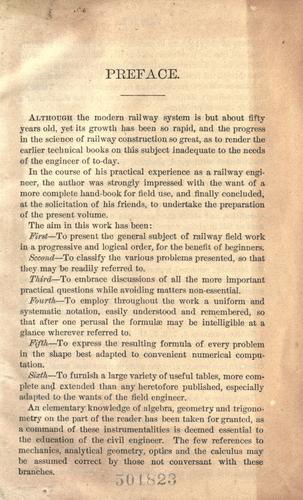 PREFACE.
ALTHOUGH the modern railway system is but about fifty
years old, yet its growth has been so rapid, and the progress
in the science of railway construction so great, as to render the
earlier technical books on this subject inadequate to the needs
of the engineer of to-day.
In the course of his practical experience as a railway engi-
neer, the author was strongly impressed with the want of a
more complete hand-book for field use, and finally concluded,
at the solicitation of his friends, to undertake the preparation
of the present volume.
The aim in this work has been:
First—To present the general subject of railway field work
in a progressive and logical order, for the benefit of beginners.
Second—To classify the various problems presented, so that
they may be readily referred to.
Third—To embrace discussions of all the more important
practical questions while avoiding matters non-essential.
Fourth—To employ throughout the work a uniform and
systematic notation, easily understood and remembered, so
that after one perusal the formulæ may be intelligible at a
glance wherever referred to.
Fifth—To express the resulting formula of every problem
in the shape best adapted to convenient numerical compu-
tation.
Sixth—To furnish a large variety of useful tables, more com-
plete and extended than any heretofore published, especially
adapted to the wants of the field engineer.
An elementary knowledge of algebra, geometry and trigono-
metry on the part of the reader has been taken for granted, as
a command of these instrumentalities is deemed essential to
the education of the civil engineer. The few references to
mechanics, analytical geometry, optics and the calculus may
be assumed correct by those not conversant with these
branches.
501823